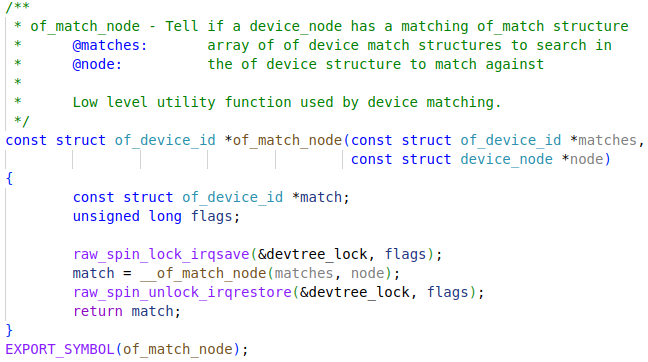 /**
 * of_match_node - Tell if a device_node has a matching of_match structure
 *      @matches:       array of of device match structures to search in
 *      @node:          the of device structure to match against
 *
 *      Low level utility function used by device matching.
 */
const struct of_device_id *of_match_node(const struct of_device_id *matches,
                                         const struct device_node *node)
{
        const struct of_device_id *match;
        unsigned long flags;

        raw_spin_lock_irqsave(&devtree_lock, flags);
        match = __of_match_node(matches, node);
        raw_spin_unlock_irqrestore(&devtree_lock, flags);
        return match;
}
EXPORT_SYMBOL(of_match_node);